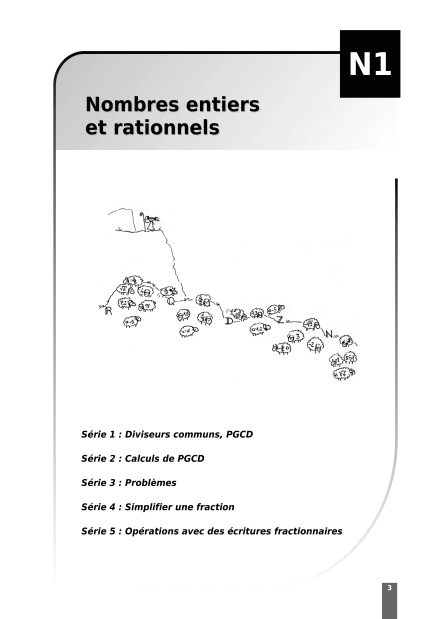 N1
Nombres entiers
et rationnels
R
Q
D
Z
N
Série 1 : Diviseurs communs, PGCD
Série 2 : Calculs de PGCD
Série 3 : Problèmes
Série 4 : Simplifier une fraction
Série 5 : Opérations avec des écritures fractionnaires
3